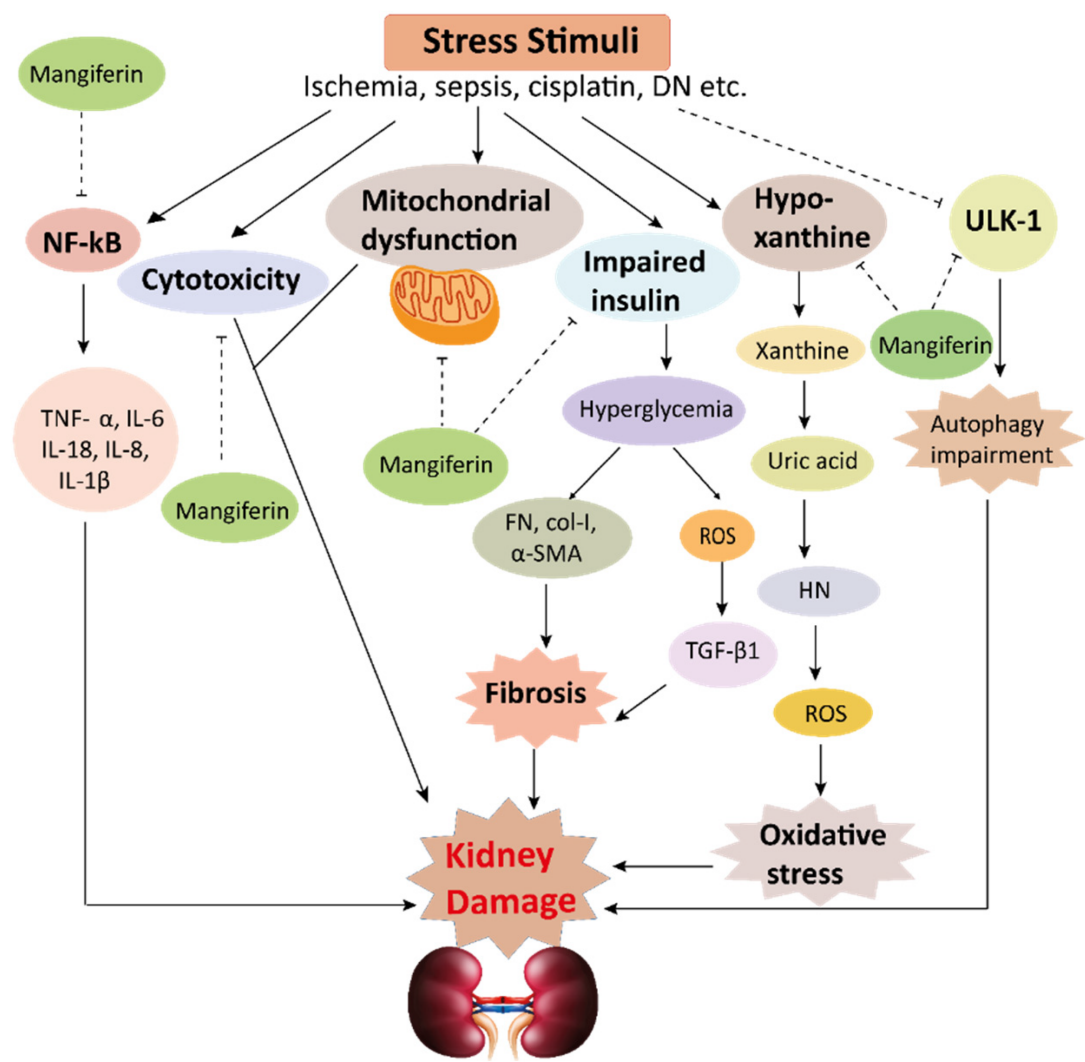 Stress Stimuli
Ischemia, sepsis, cisplatin, DN etc.
Mangiferin
NF-kB
Cytotoxicity
Mitochondrial
dysfunction
Impaired
insulin
Hypo-
xanthine
ULK-1
Xanthine
Mangiferin
TNF- α, IL-6
IL-18, IL-8,
IL-1β
Mangiferin
Mangiferin
Hyperglycemia
Uric acid
Autophagy
impairment
FN, col-I,
α-SMA
ROS
HN
TGF-β1
Fibrosis
ROS
Oxidative
stress
Kidney
Damage